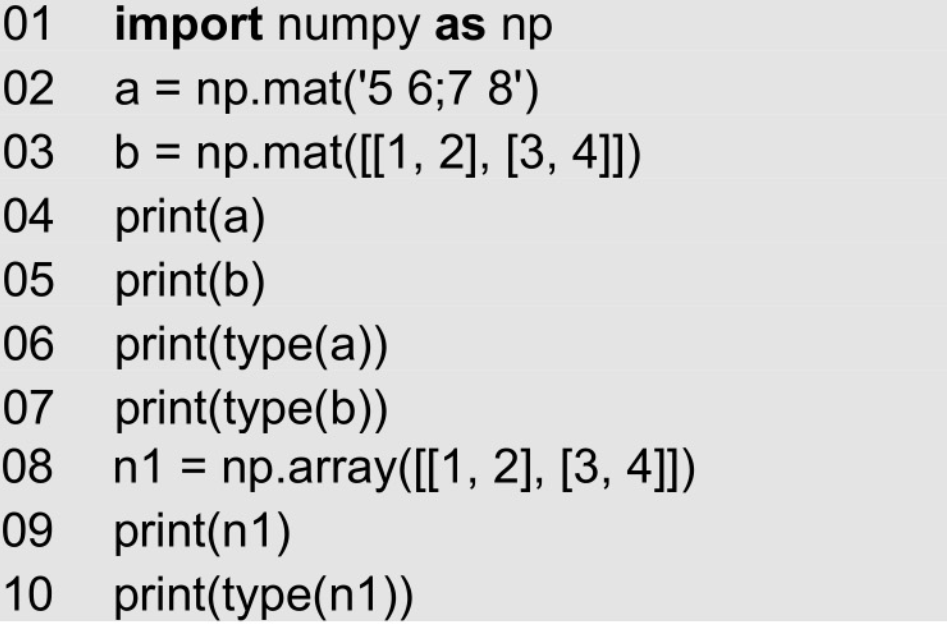 01 import numpy as np
02 a = np.mat('5 6;7 8')
03 b = np.mat([[1, 2], [3, 4]])
04 print(a)
05 print(b)
06 print(type(a))
07 print(type(b))
08 n1 = np.array([[1, 2], [3, 4]])
09 print(n1)
10 print(type(n1))